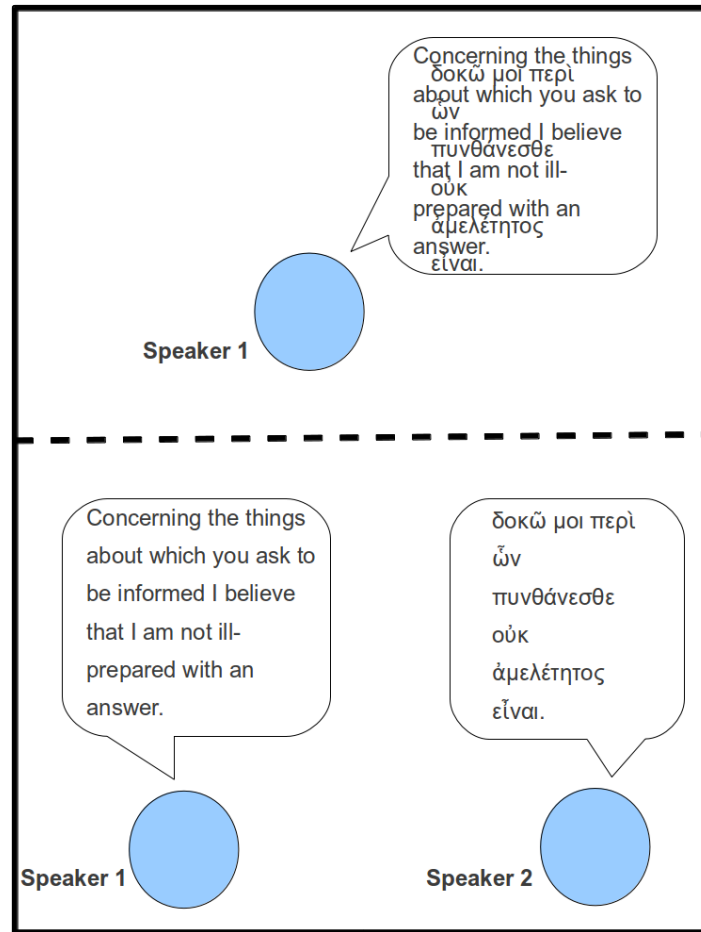 Concerning the things
δοκῶ μοι περὶ
about which you ask to
ὧν
be informed I believe
πυνθάνεσθε
that I am not ill-
οὐκ
prepared with an
ἀμελέτητος
answer.
εἶναι.
Speaker 1
Concerning the things
about which you ask to
be informed I believe
that I am not ill-
prepared with an
answer.
δοκῶ μοι περὶ
ὧν
πυνθάνεσθε
οὐκ
ἀμελέτητος
εἶναι.
Speaker 1
Speaker 2